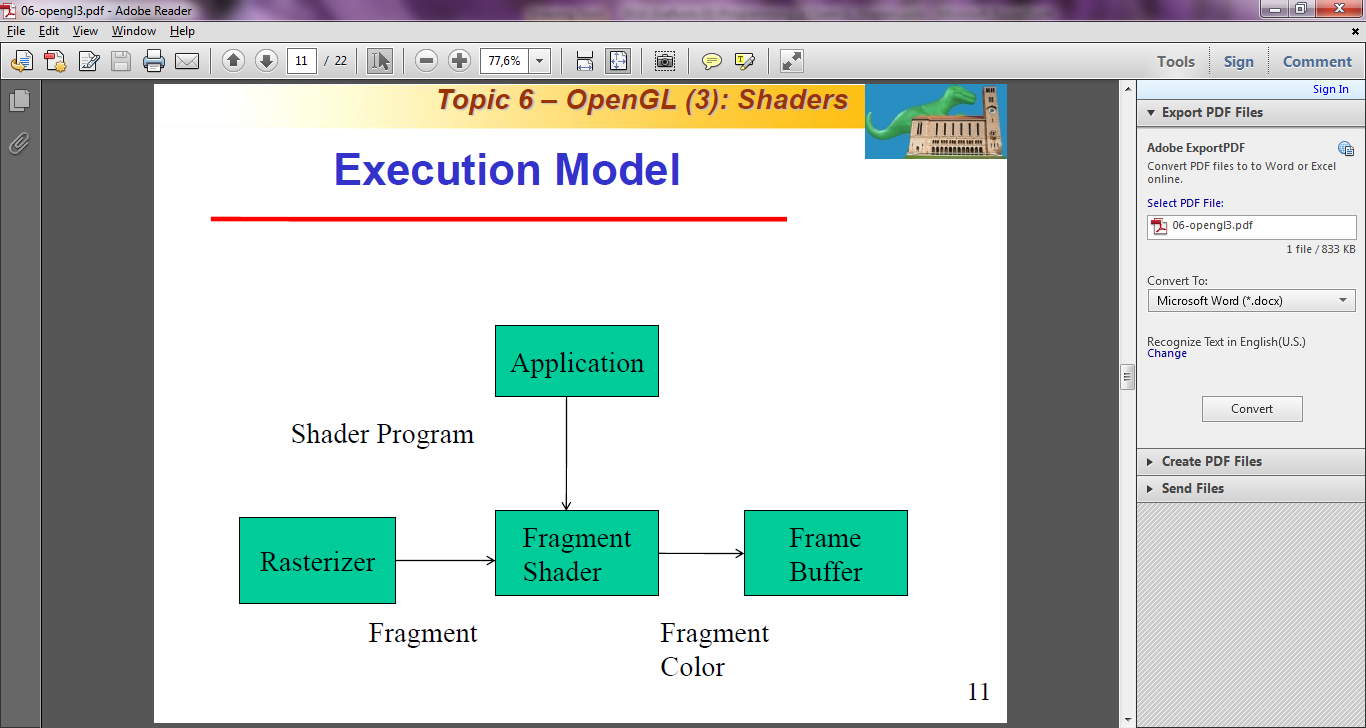 06-opengl3.pdf - Adobe Reader
File Edit View Window Help
11 / 22 77,6% Tools Sign Comment
Sign In
Export PDF Files
Adobe ExportPDF
Convert PDF files to to Word or Excel
online.
Select PDF File:
06-opengl3.pdf
1 file / 833 KB
Convert To:
Microsoft Word (*.docx)
Recognize Text in English(U.S.)
Change
Convert
Create PDF Files
Send Files
Topic 6 – OpenGL (3): Shaders
Execution Model
Application
Shader Program
Rasterizer
Fragment
Shader
Frame
Buffer
Fragment
Fragment
Color
11